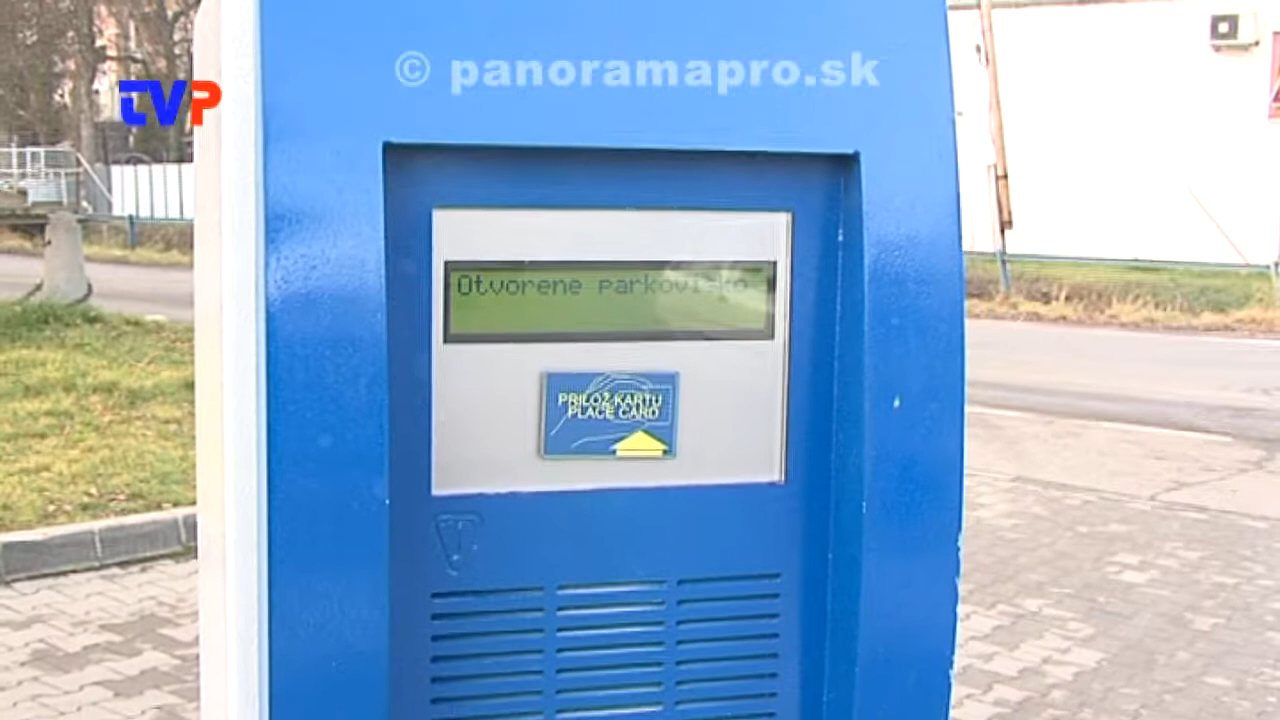 © panoramapro.sk
TVP
Otvorene parkovisko
PRILOŽ KARTU
PLACE CARD